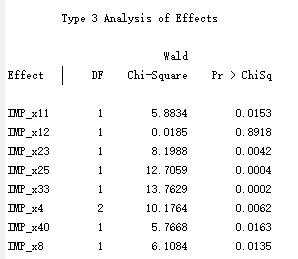 Type 3 Analysis of Effects
Wald
Effect DF Chi-Square Pr > ChiSq
IMP_x11 1 5.8834 0.0153
IMP_x12 1 0.0185 0.8918
IMP_x23 1 8.1988 0.0042
IMP_x25 1 12.7059 0.0004
IMP_x33 1 13.7629 0.0002
IMP_x4 2 10.1764 0.0062
IMP_x40 1 5.7668 0.0163
IMP_x8 1 6.1084 0.0135